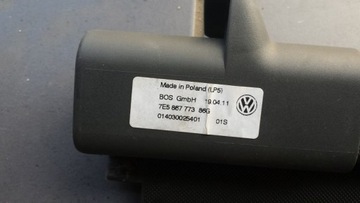 Made in Poland (LP5)
BOS GmbH 19.04.11
7E5 867 773 86G
014030025401 01S